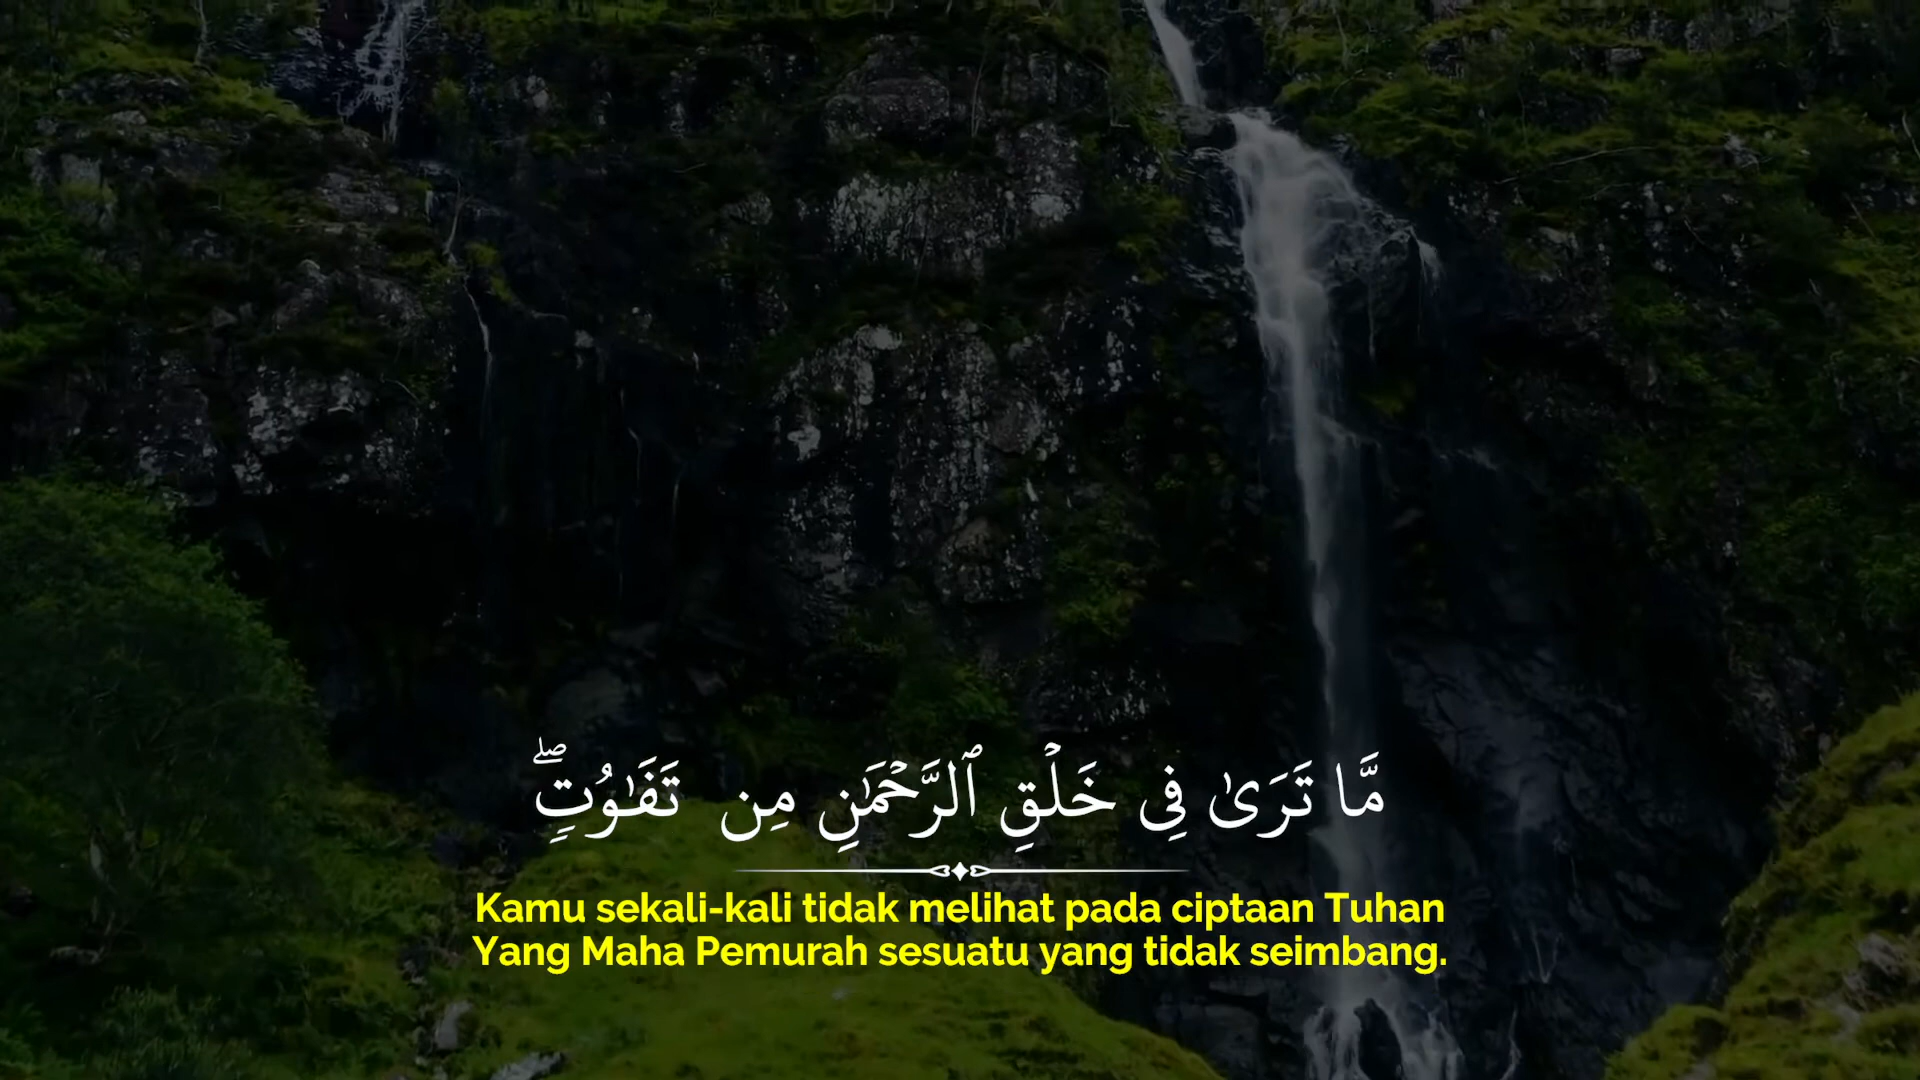 مَّا تَرَىٰ فِى خَلْقِ ٱلرَّحْمَٰنِ مِن تَفَٰوُتٍۖ
Kamu sekali-kali tidak melihat pada ciptaan Tuhan
Yang Maha Pemurah sesuatu yang tidak seimbang.